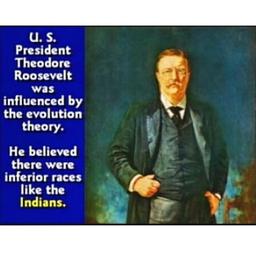 U. S.
President
Theodore
Roosevelt
was
influenced by
the evolution
theory.
He believed
there were
inferior races
like the
Indians.